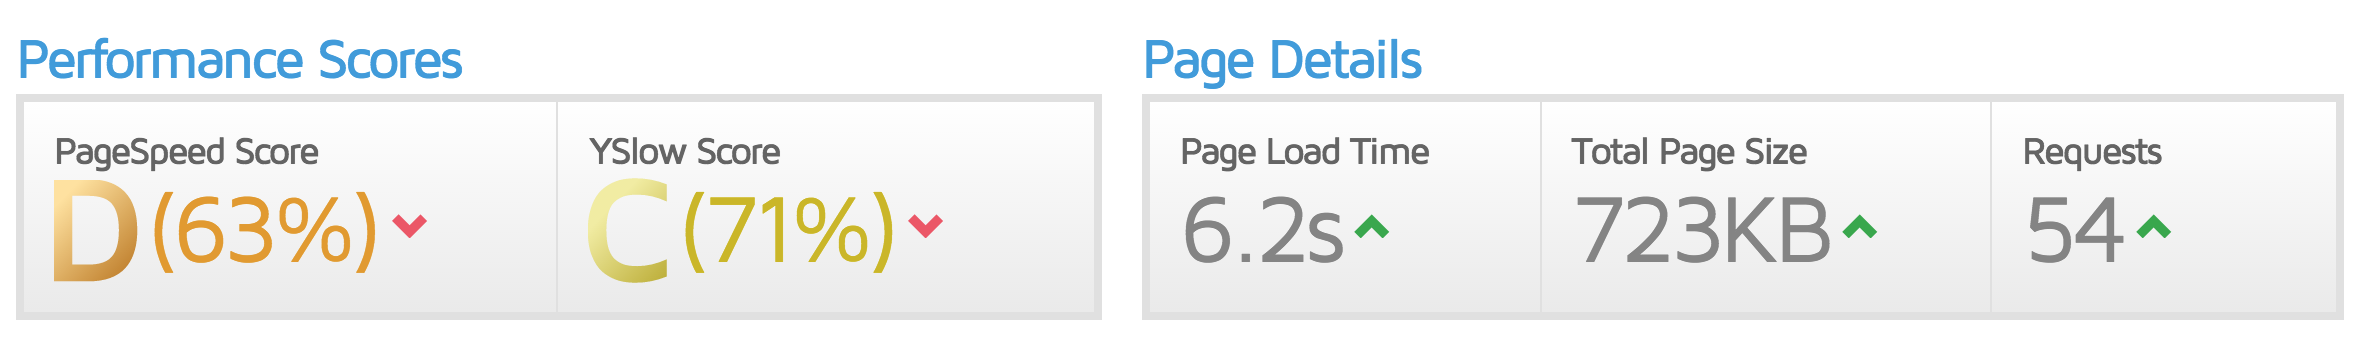 Performance Scores
PageSpeed Score
D (63%)
YSlow Score
C (71%)
Page Details
Page Load Time
6.2s
Total Page Size
723KB
Requests
54